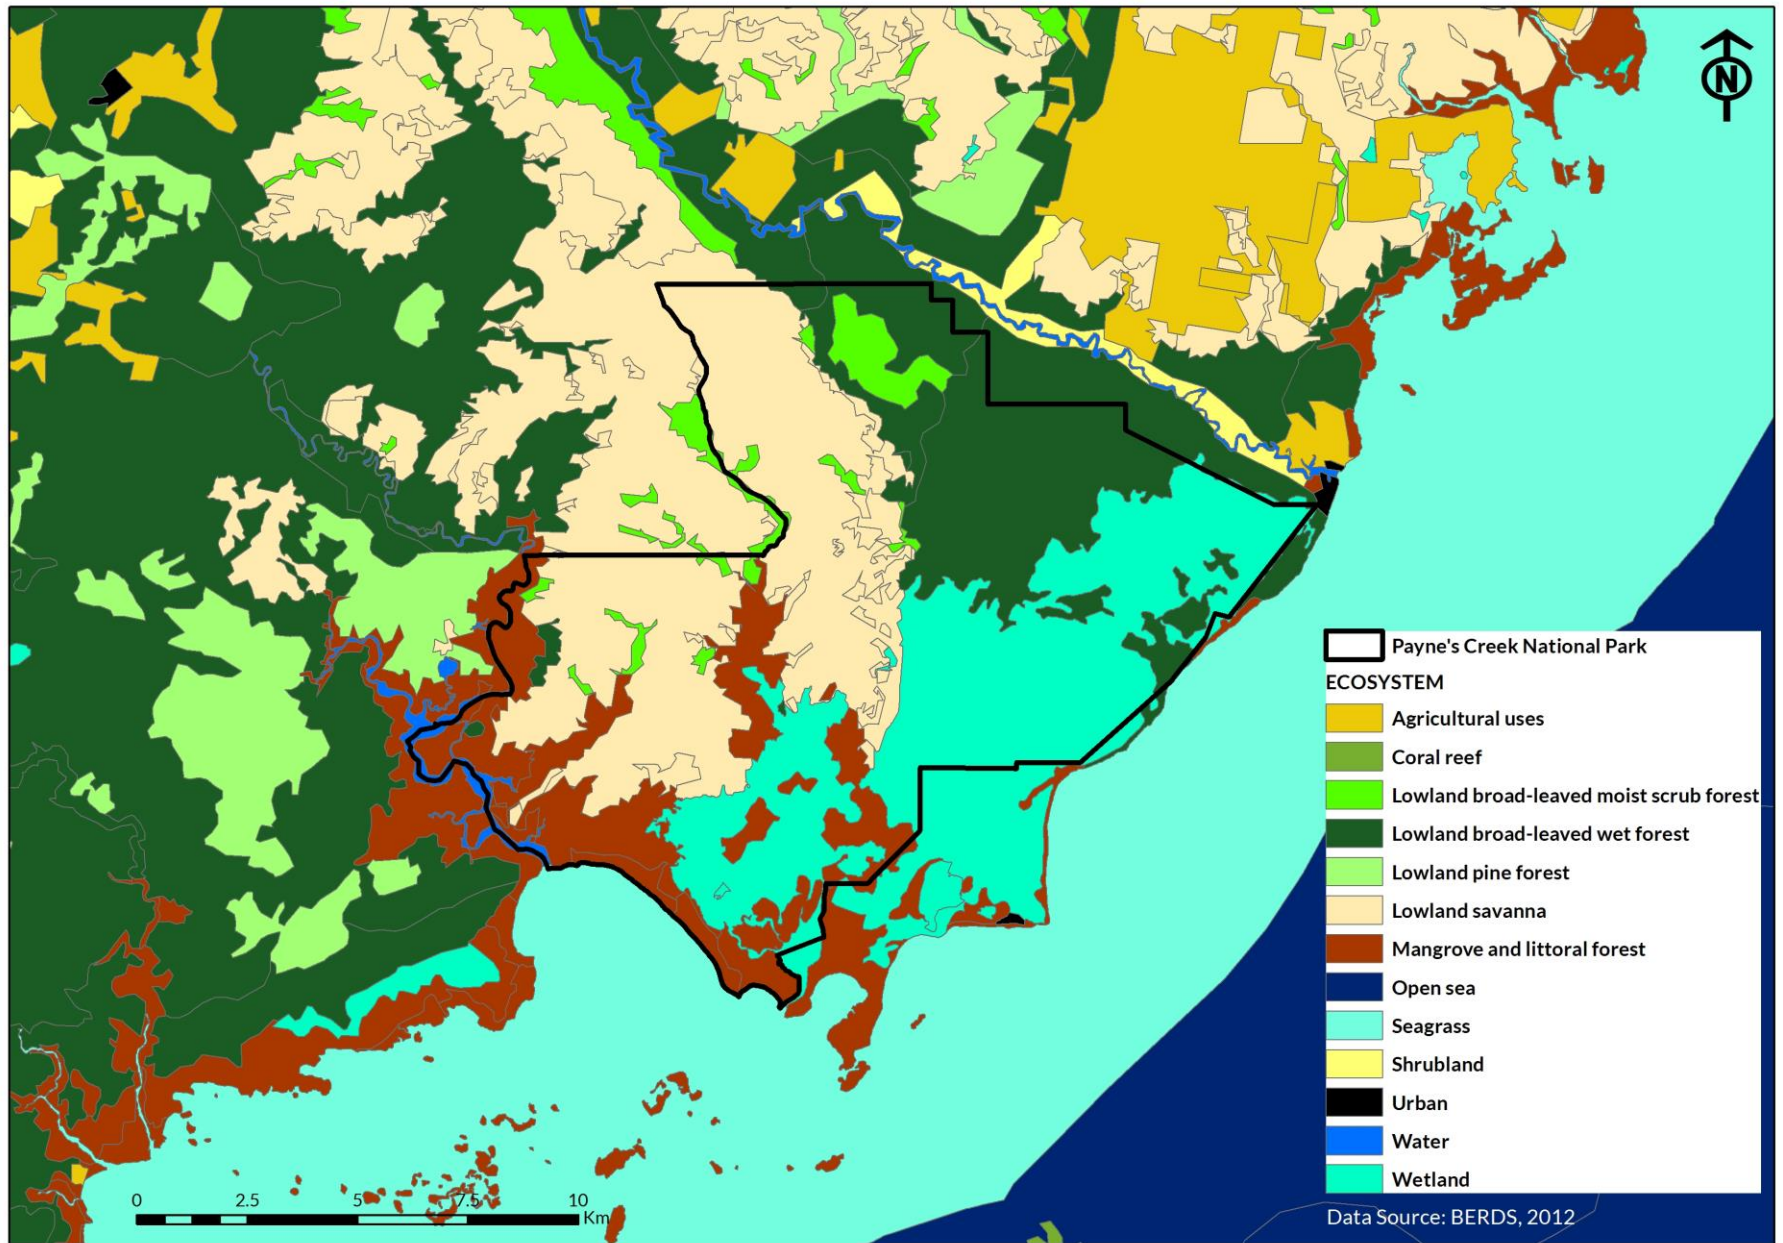 N
Payne's Creek National Park
ECOSYSTEM
Agricultural uses
Coral reef
Lowland broad-leaved moist scrub forest
Lowland broad-leaved wet forest
Lowland pine forest
Lowland savanna
Mangrove and littoral forest
Open sea
Seagrass
Shrubland
Urban
Water
Wetland
0 2.5 5 7.5 10
Km
Data Source: BERDS, 2012